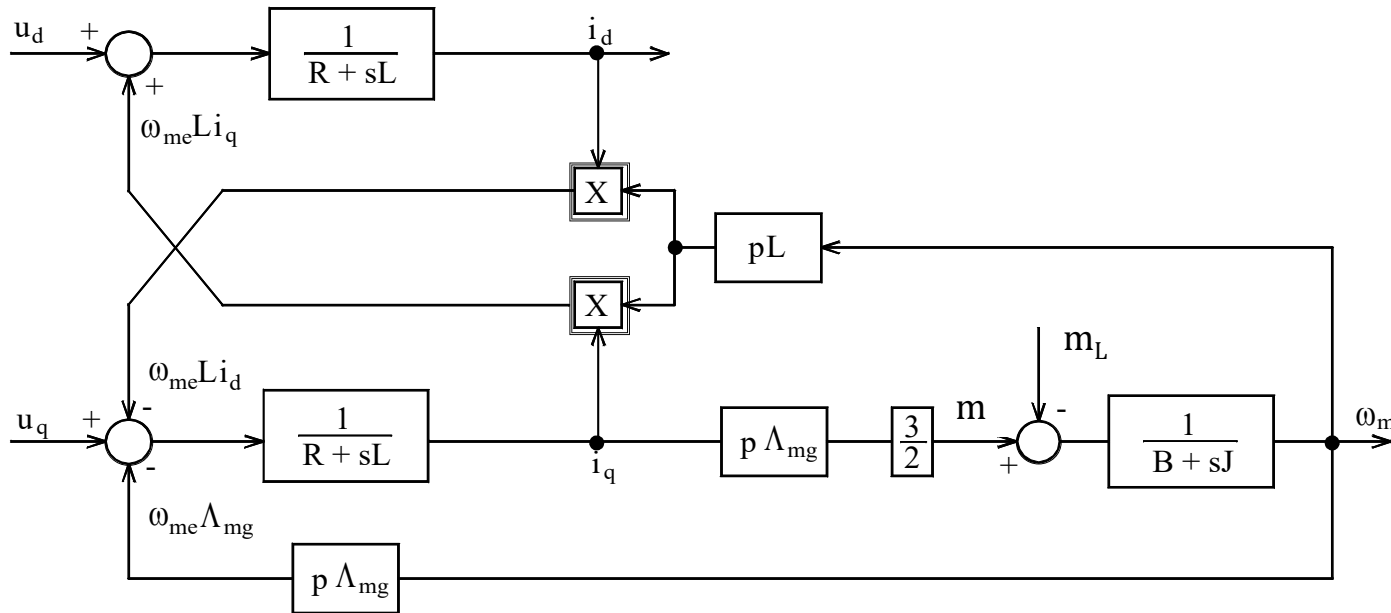 u_d + + 1 / (R + sL) i_d
ω_me L i_q
X
pL
X
ω_me L i_d
m_L
u_q + - - 1 / (R + sL) i_q p Λ_mg 3/2 m + - 1 / (B + sJ) ω_m
ω_me Λ_mg
p Λ_mg